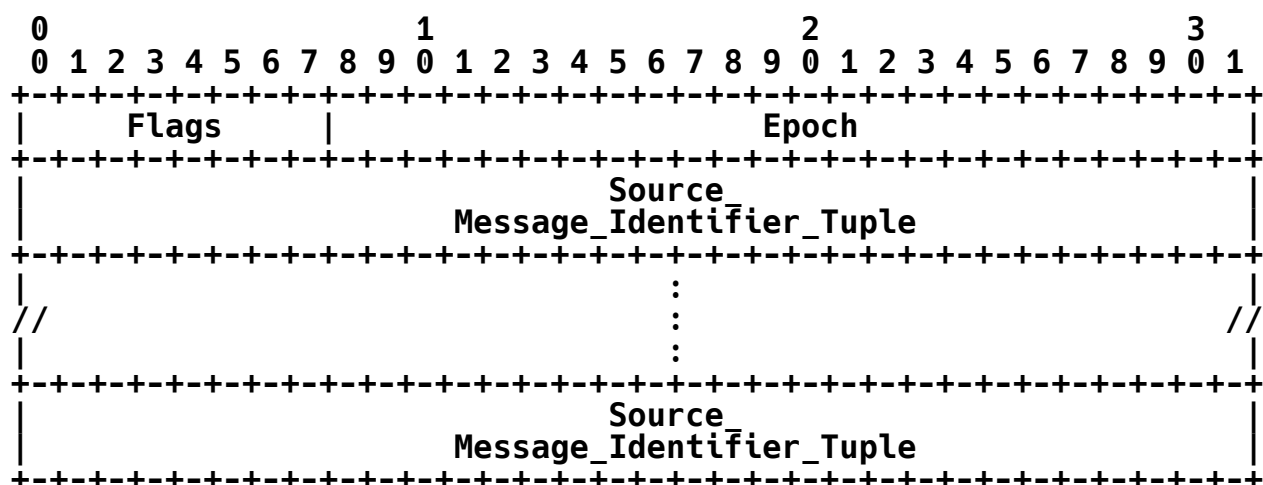 0                   1                   2                   3
 0 1 2 3 4 5 6 7 8 9 0 1 2 3 4 5 6 7 8 9 0 1 2 3 4 5 6 7 8 9 0 1
+-+-+-+-+-+-+-+-+-+-+-+-+-+-+-+-+-+-+-+-+-+-+-+-+-+-+-+-+-+-+-+-+
|     Flags     |                      Epoch                    |
+-+-+-+-+-+-+-+-+-+-+-+-+-+-+-+-+-+-+-+-+-+-+-+-+-+-+-+-+-+-+-+-+
|                              Source_                          |
|                      Message_Identifier_Tuple                 |
+-+-+-+-+-+-+-+-+-+-+-+-+-+-+-+-+-+-+-+-+-+-+-+-+-+-+-+-+-+-+-+-+
|                                 :                             |
//                                :                            //
|                                 :                             |
+-+-+-+-+-+-+-+-+-+-+-+-+-+-+-+-+-+-+-+-+-+-+-+-+-+-+-+-+-+-+-+-+
|                              Source_                          |
|                      Message_Identifier_Tuple                 |
+-+-+-+-+-+-+-+-+-+-+-+-+-+-+-+-+-+-+-+-+-+-+-+-+-+-+-+-+-+-+-+-+